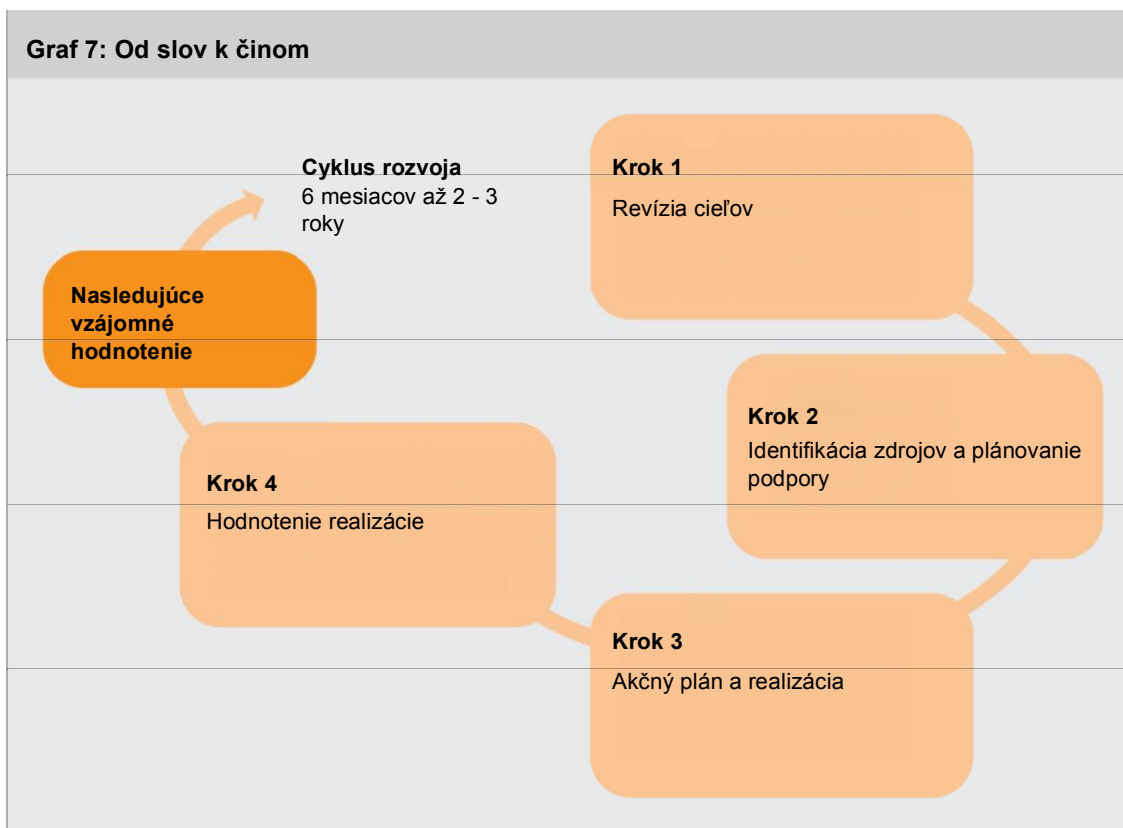 Graf 7: Od slov k činom
Cyklus rozvoja
6 mesiacov až 2 - 3
roky
Krok 1
Revízia cieľov
Nasledujúce
vzájomné
hodnotenie
Krok 2
Identifikácia zdrojov a plánovanie
podpory
Krok 4
Hodnotenie realizácie
Krok 3
Akčný plán a realizácia